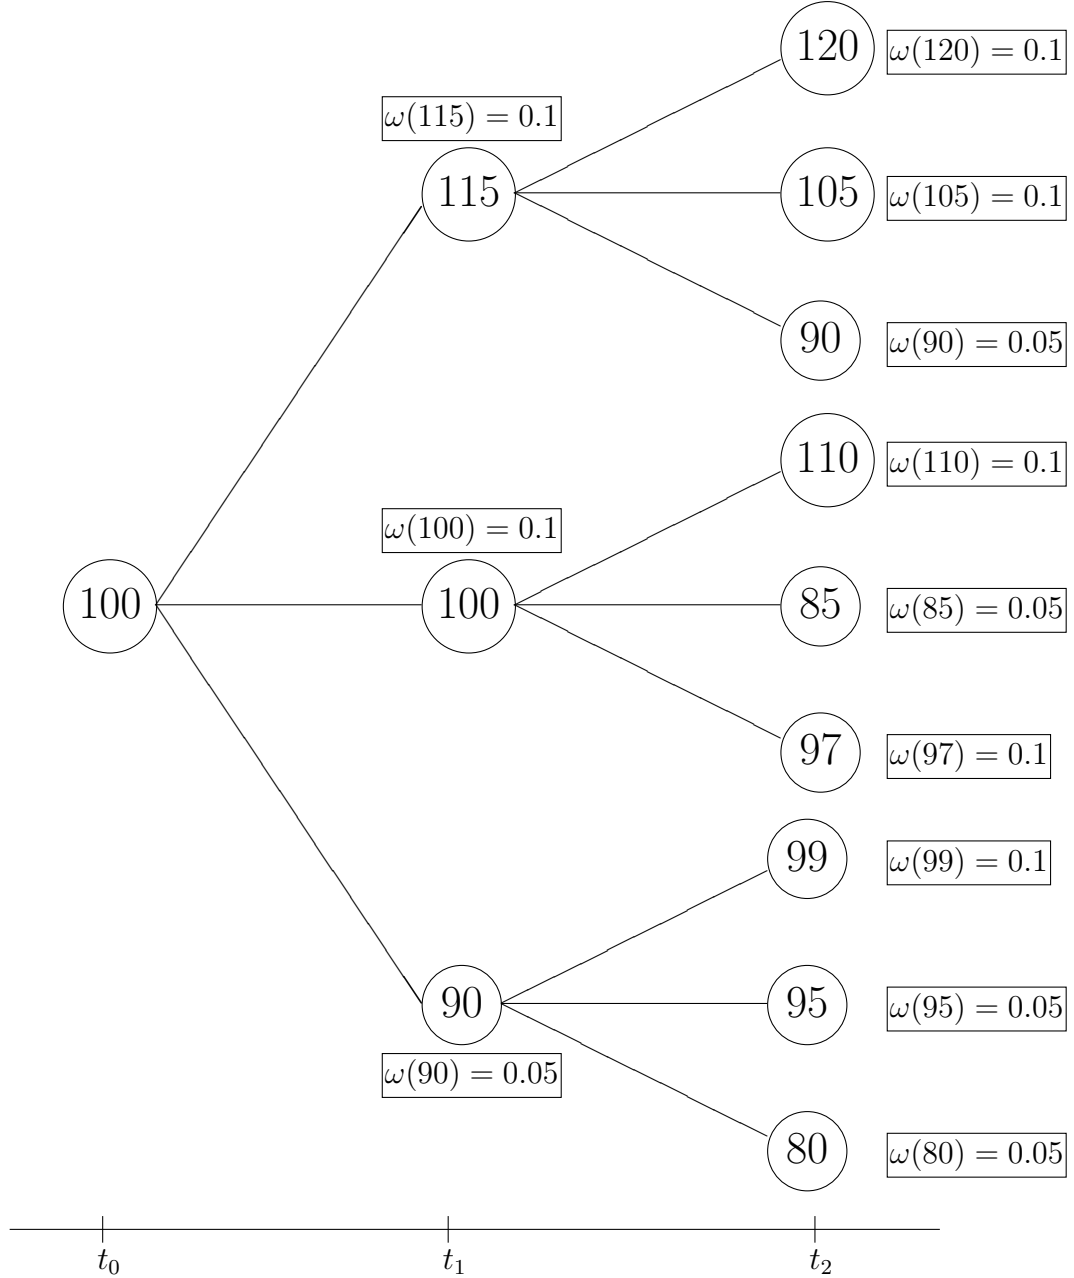 120
ω(120) = 0.1
ω(115) = 0.1
115
105
ω(105) = 0.1
90
ω(90) = 0.05
110
ω(110) = 0.1
ω(100) = 0.1
100
100
85
ω(85) = 0.05
97
ω(97) = 0.1
99
ω(99) = 0.1
90
95
ω(95) = 0.05
ω(90) = 0.05
80
ω(80) = 0.05
t₀ t₁ t₂